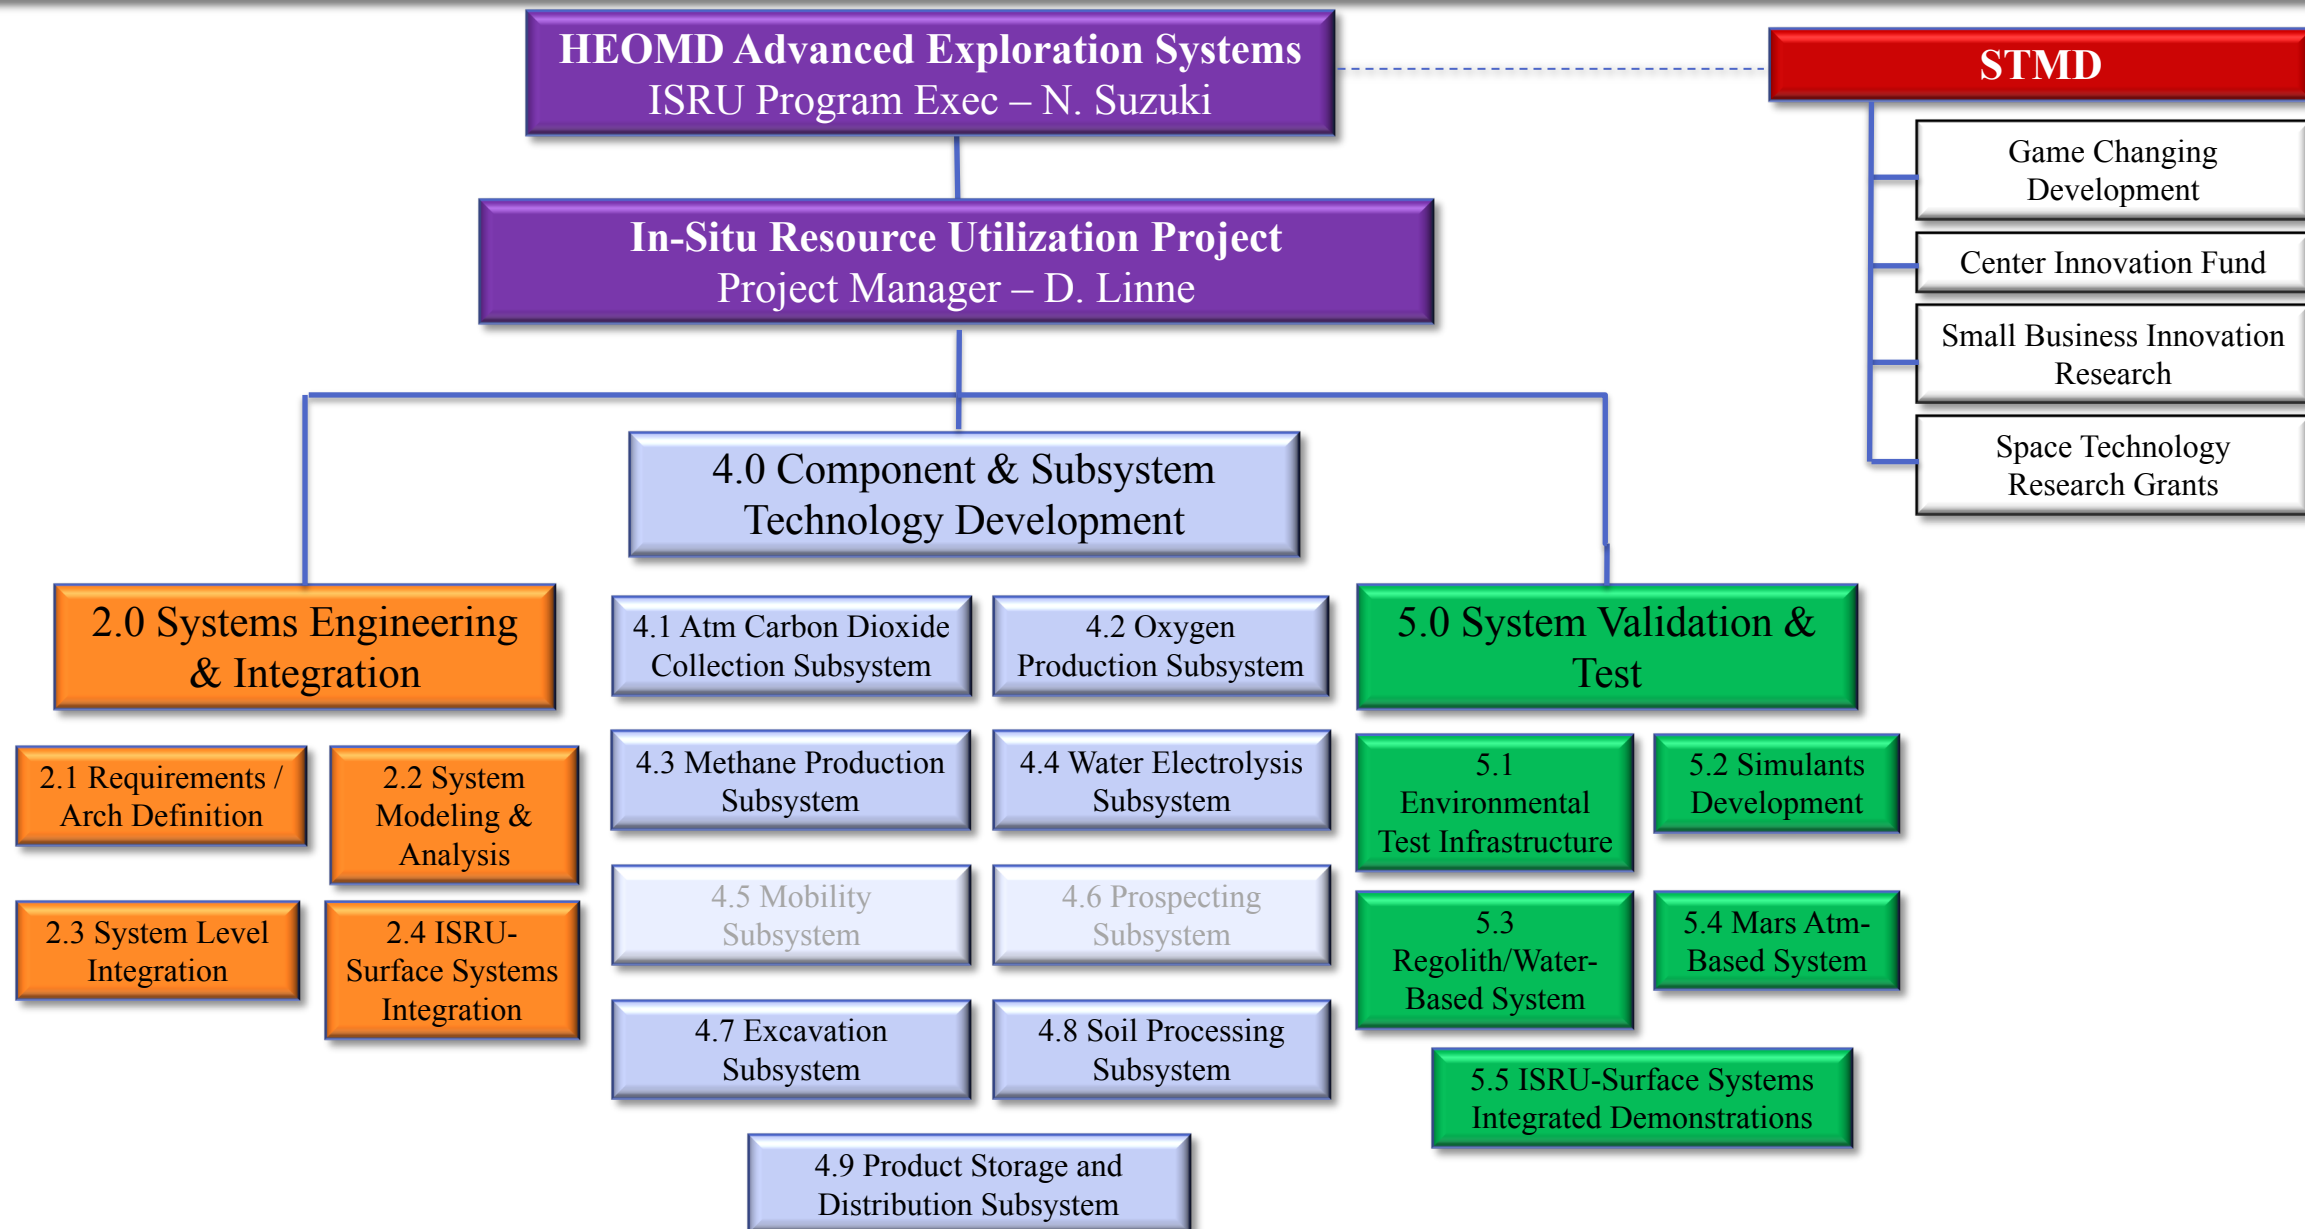 HEOMD Advanced Exploration Systems
ISRU Program Exec – N. Suzuki
STMD
Game Changing
Development
Center Innovation Fund
Small Business Innovation
Research
Space Technology
Research Grants
In-Situ Resource Utilization Project
Project Manager – D. Linne
4.0 Component & Subsystem
Technology Development
2.0 Systems Engineering
& Integration
2.1 Requirements /
Arch Definition
2.2 System
Modeling &
Analysis
2.3 System Level
Integration
2.4 ISRU-
Surface Systems
Integration
4.1 Atm Carbon Dioxide
Collection Subsystem
4.2 Oxygen
Production Subsystem
4.3 Methane Production
Subsystem
4.4 Water Electrolysis
Subsystem
4.5 Mobility
Subsystem
4.6 Prospecting
Subsystem
4.7 Excavation
Subsystem
4.8 Soil Processing
Subsystem
4.9 Product Storage and
Distribution Subsystem
5.0 System Validation &
Test
5.1
Environmental
Test Infrastructure
5.2 Simulants
Development
5.3
Regolith/Water-
Based System
5.4 Mars Atm-
Based System
5.5 ISRU-Surface Systems
Integrated Demonstrations